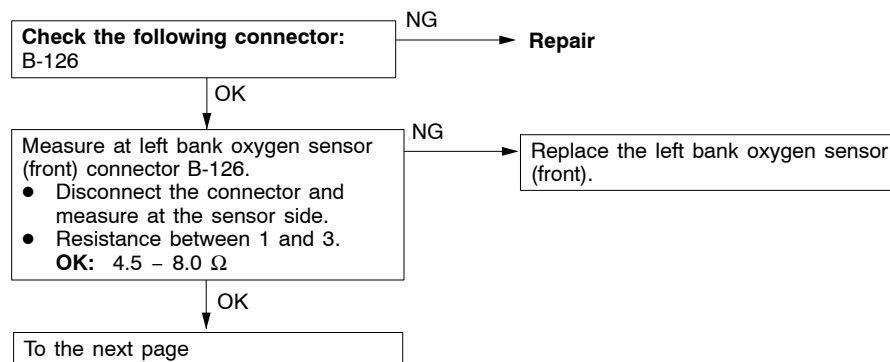 Check the following connector:
B-126
NG
Repair
OK
Measure at left bank oxygen sensor
(front) connector B-126.
● Disconnect the connector and
measure at the sensor side.
● Resistance between 1 and 3.
OK: 4.5 – 8.0 Ω
NG
Replace the left bank oxygen sensor
(front).
OK
To the next page